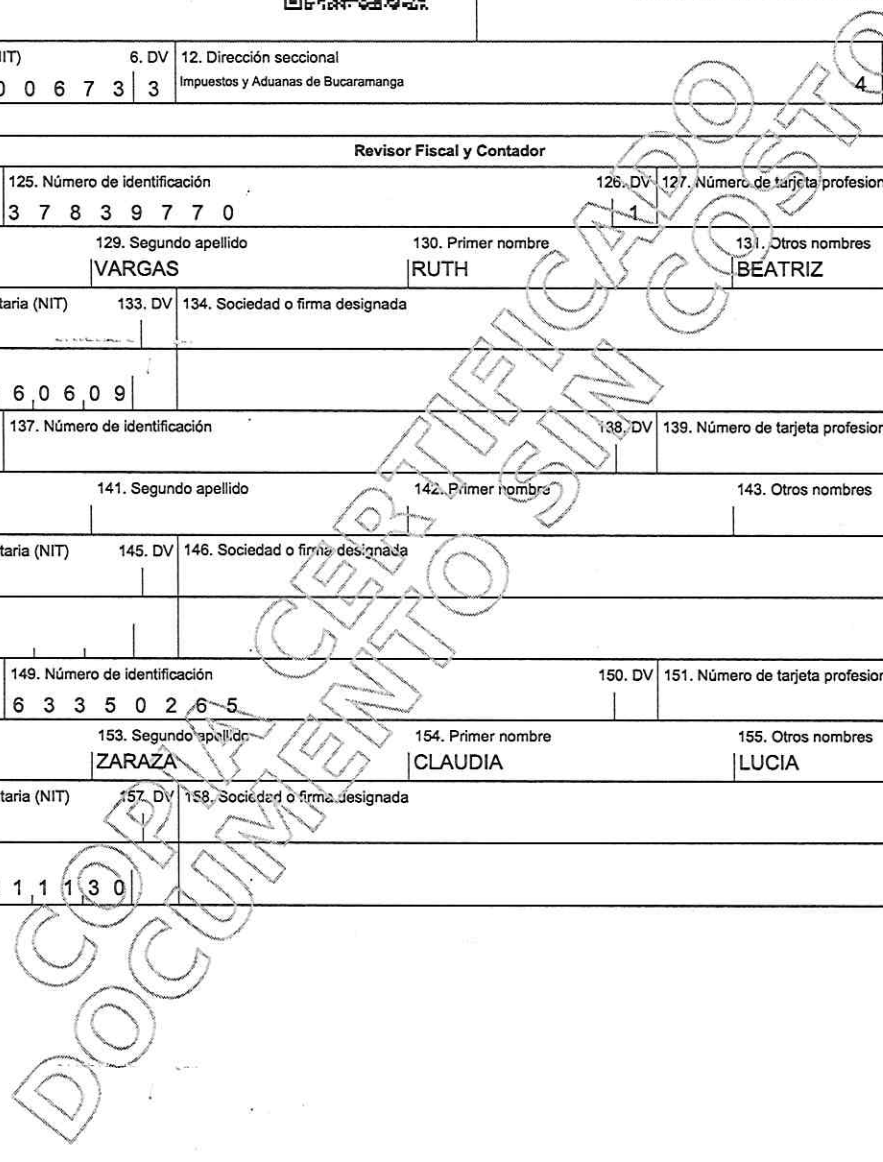 6. DV 12. Dirección seccional
0 0 6 7 3 3 Impuestos y Aduanas de Bucaramanga 4
Revisor Fiscal y Contador
125. Número de identificación 126. DV 127. Número de tarjeta profesion
3 7 8 3 9 7 7 0 1
129. Segundo apellido 130. Primer nombre 131. Otros nombres
VARGAS RUTH BEATRIZ
taria (NIT) 133. DV 134. Sociedad o firma designada
6 0 6 0 9
137. Número de identificación 138. DV 139. Número de tarjeta profesion
141. Segundo apellido 142. Primer nombre 143. Otros nombres
taria (NIT) 145. DV 146. Sociedad o firma designada
149. Número de identificación 150. DV 151. Número de tarjeta profesion
6 3 3 5 0 2 6 5
153. Segundo apellido 154. Primer nombre 155. Otros nombres
ZARAZA CLAUDIA LUCIA
taria (NIT) 157. DV 158. Sociedad o firma designada
1 1 1 3 0
COPIA CERTIFICADO
DOCUMENTO SIN COSTO